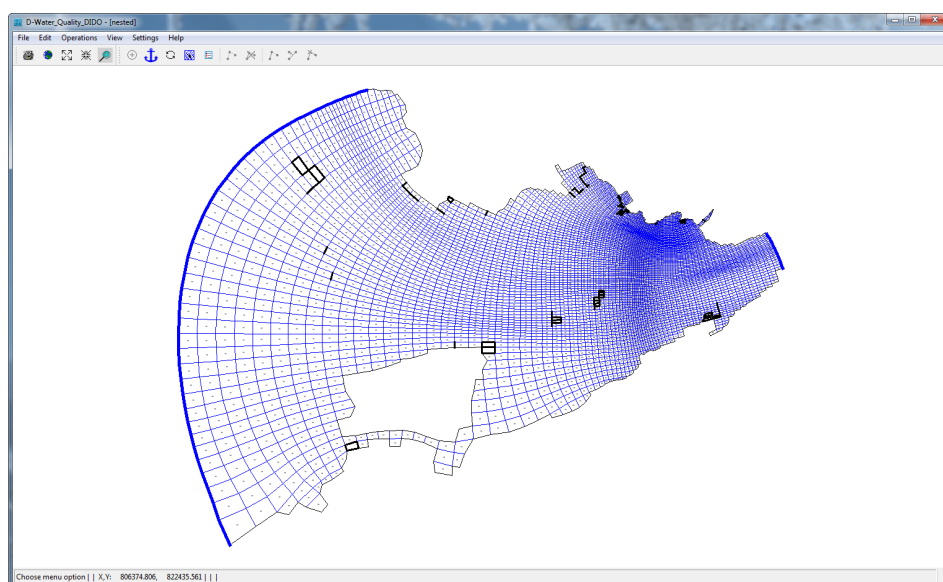 D-Water_Quality_DIDO - [nested]
File Edit Operations View Settings Help
Choose menu option | | X,Y: 806374.806, 822435.561 | | |